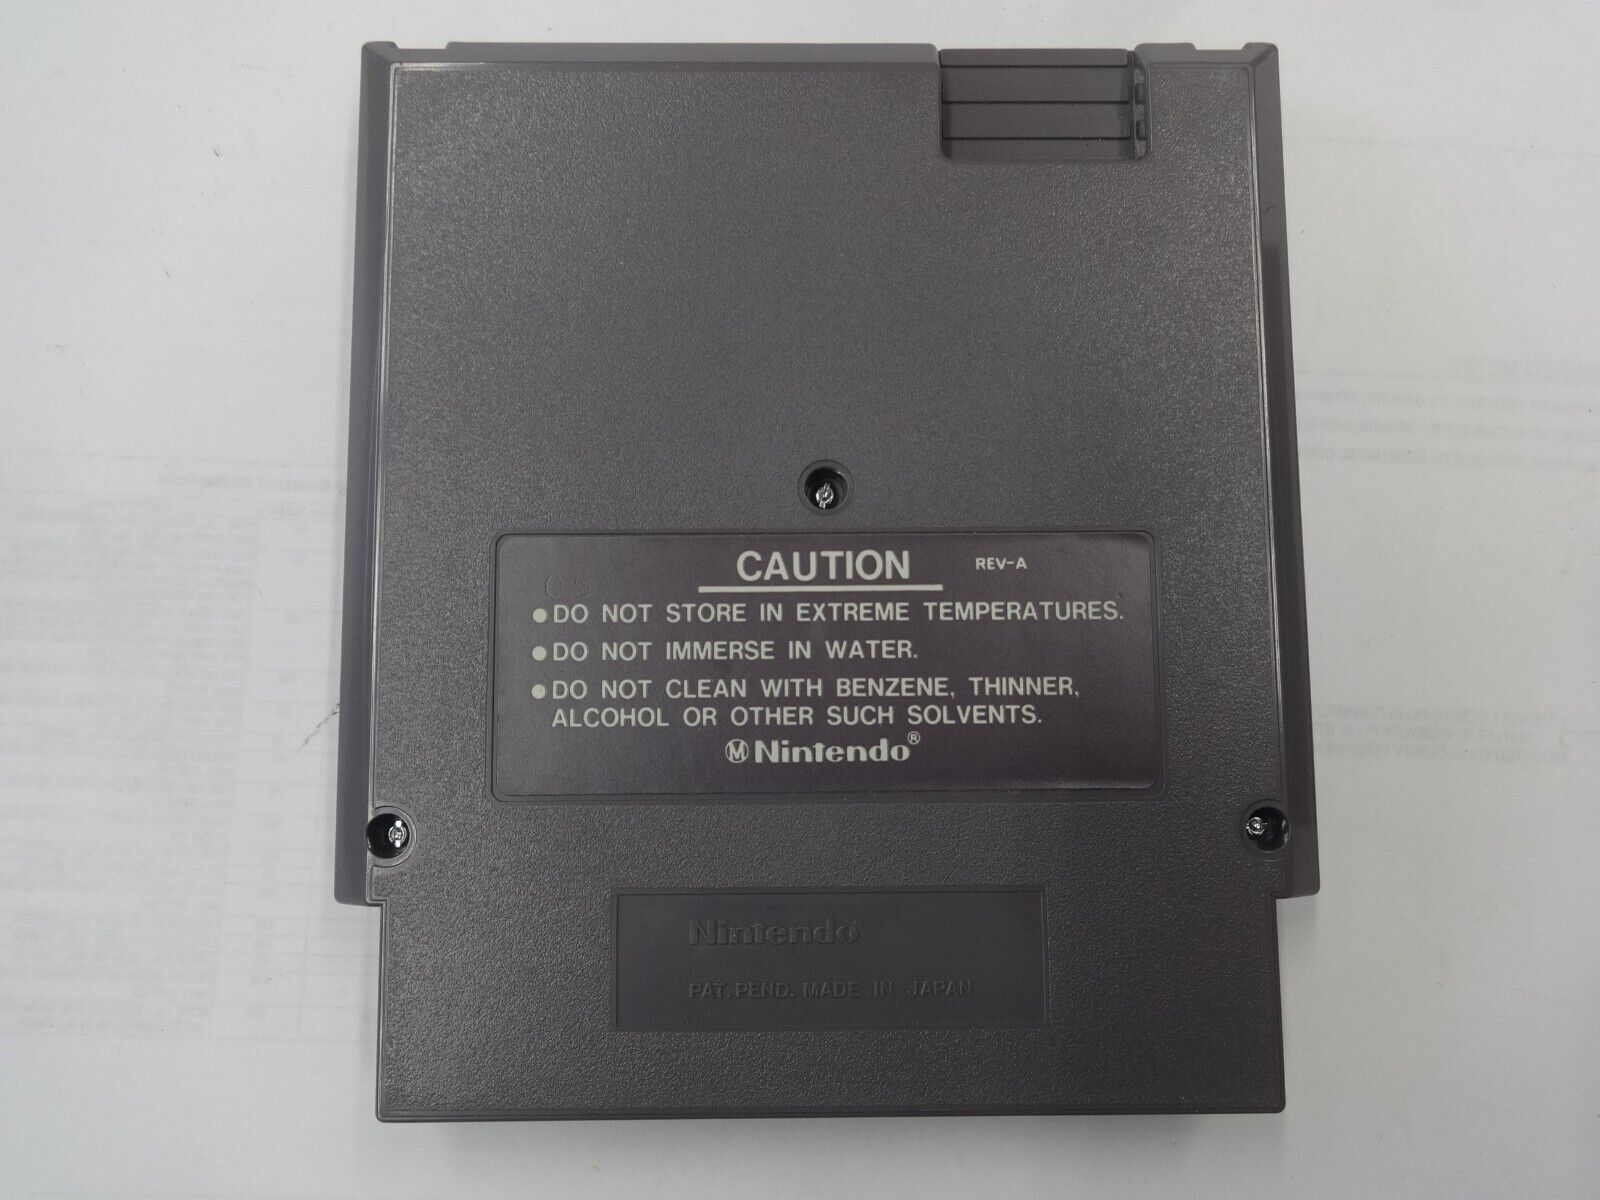 CAUTION REV-A
●DO NOT STORE IN EXTREME TEMPERATURES.
●DO NOT IMMERSE IN WATER.
●DO NOT CLEAN WITH BENZENE, THINNER,
ALCOHOL OR OTHER SUCH SOLVENTS.
Ⓜ Nintendo®
Nintendo
PAT. PEND. MADE IN JAPAN